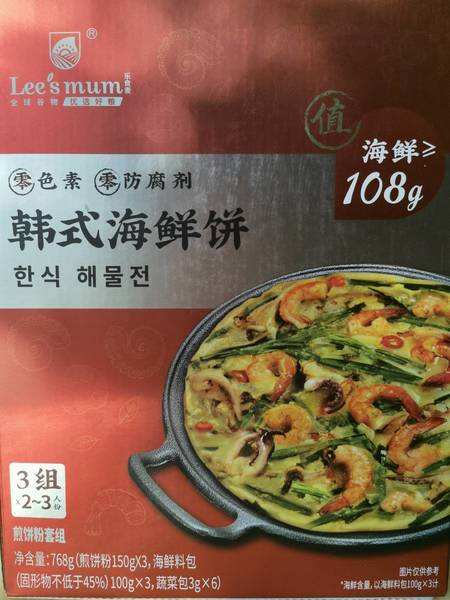 ®
Lee's mum 乐食麦
全球谷物 优选好粮
值
海鲜≥
108g
零色素 零防腐剂
韩式海鲜饼
한식 해물전
3组
x2~3人份
煎饼粉套组
净含量:768g(煎饼粉150gX3,海鲜料包
(固形物不低于45%)100g×3,蔬菜包3g×6)
图片仅供参考
*海鲜含量,以海鲜料包100g×3计